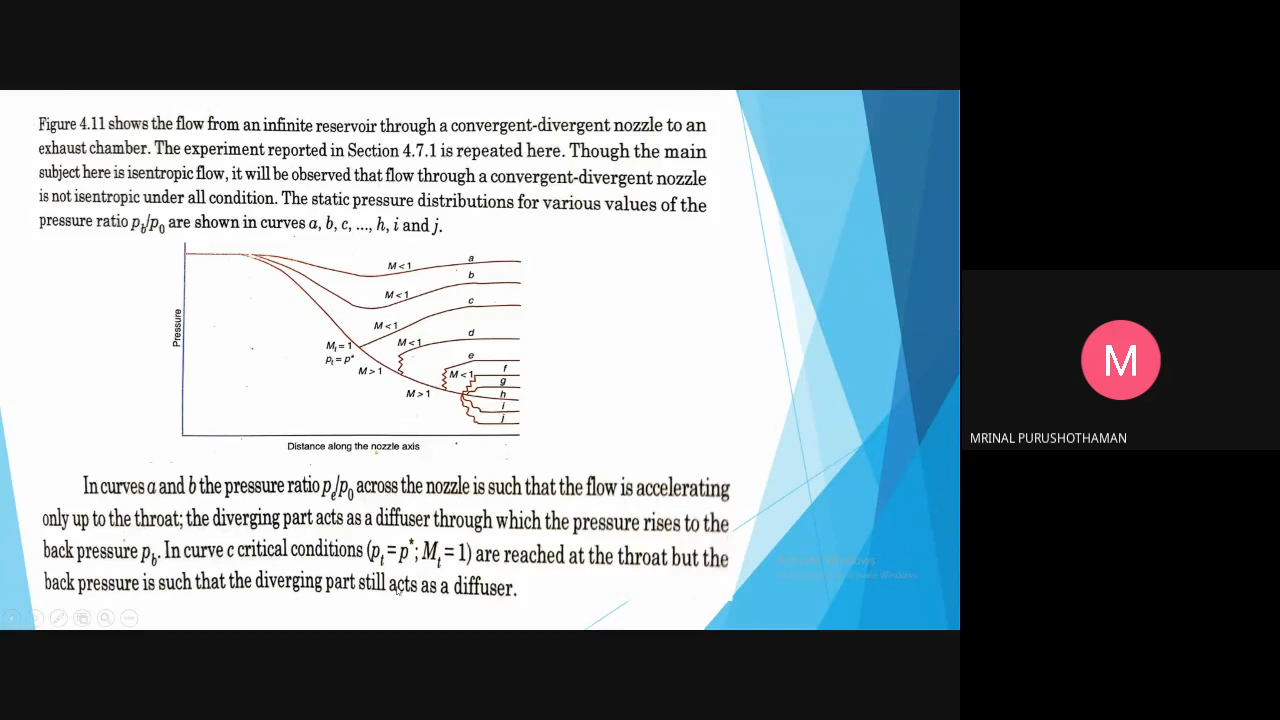 Figure 4.11 shows the flow from an infinite reservoir through a convergent-divergent nozzle to an
exhaust chamber. The experiment reported in Section 4.7.1 is repeated here. Though the main
subject here is isentropic flow, it will be observed that flow through a convergent-divergent nozzle
is not isentropic under all condition. The static pressure distributions for various values of the
pressure ratio p_b/p_0 are shown in curves a, b, c, ..., h, i and j.
a
M < 1
b
M < 1
c
M < 1
d
M < 1
M_t = 1
p_t = p*
M > 1
e
f
M < 1
g
h
M > 1
i
j
Pressure
Distance along the nozzle axis
In curves a and b the pressure ratio p_e/p_0 across the nozzle is such that the flow is accelerating
only up to the throat; the diverging part acts as a diffuser through which the pressure rises to the
back pressure p_b. In curve c critical conditions (p_t = p*; M_t = 1) are reached at the throat but the
back pressure is such that the diverging part still acts as a diffuser.
M
MRINAL PURUSHOTHAMAN